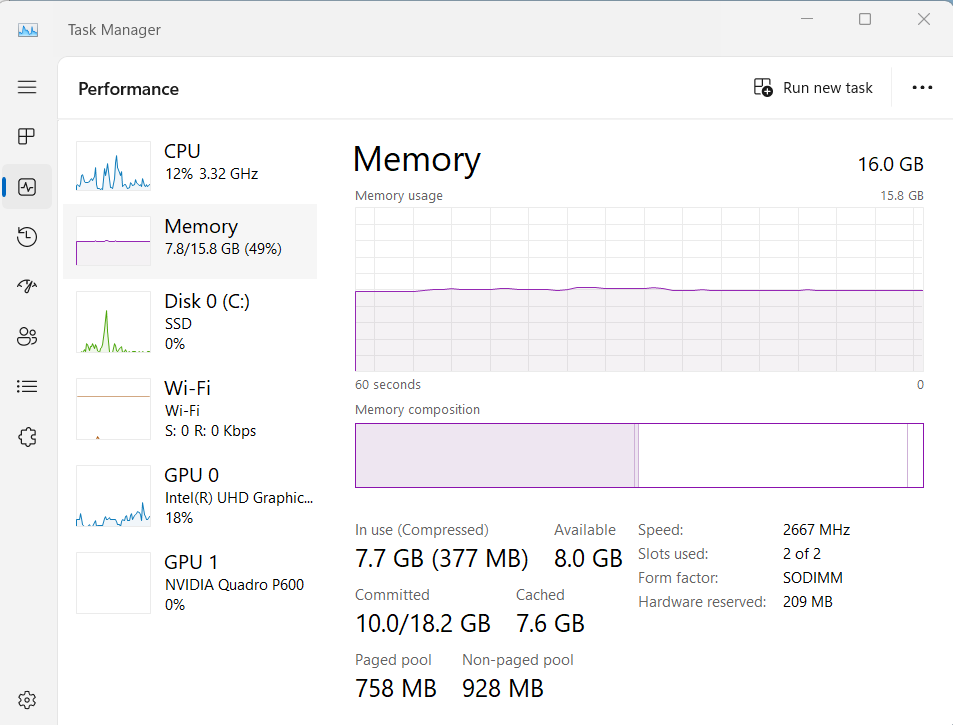 Task Manager
Performance
Run new task
CPU
12% 3.32 GHz
Memory
7.8/15.8 GB (49%)
Disk 0 (C:)
SSD
0%
Wi-Fi
Wi-Fi
S: 0 R: 0 Kbps
GPU 0
Intel(R) UHD Graphic...
18%
GPU 1
NVIDIA Quadro P600
0%
Memory 16.0 GB
Memory usage 15.8 GB
60 seconds 0
Memory composition
In use (Compressed) Available
7.7 GB (377 MB) 8.0 GB
Committed Cached
10.0/18.2 GB 7.6 GB
Paged pool Non-paged pool
758 MB 928 MB
Speed: 2667 MHz
Slots used: 2 of 2
Form factor: SODIMM
Hardware reserved: 209 MB